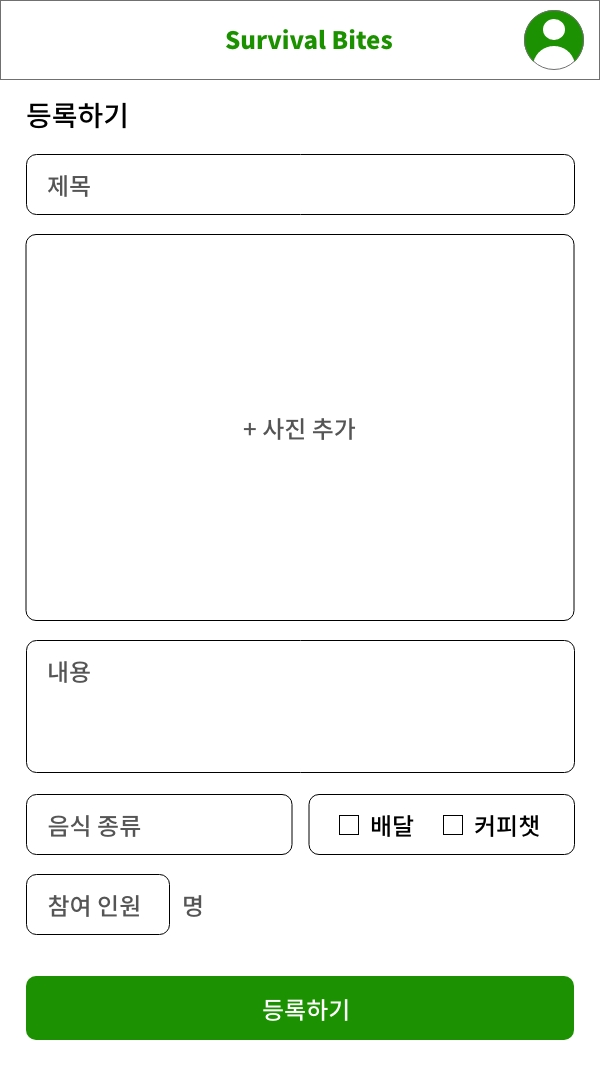 Survival Bites
등록하기
제목
+ 사진 추가
내용
음식 종류
배달 커피챗
참여 인원 명
등록하기